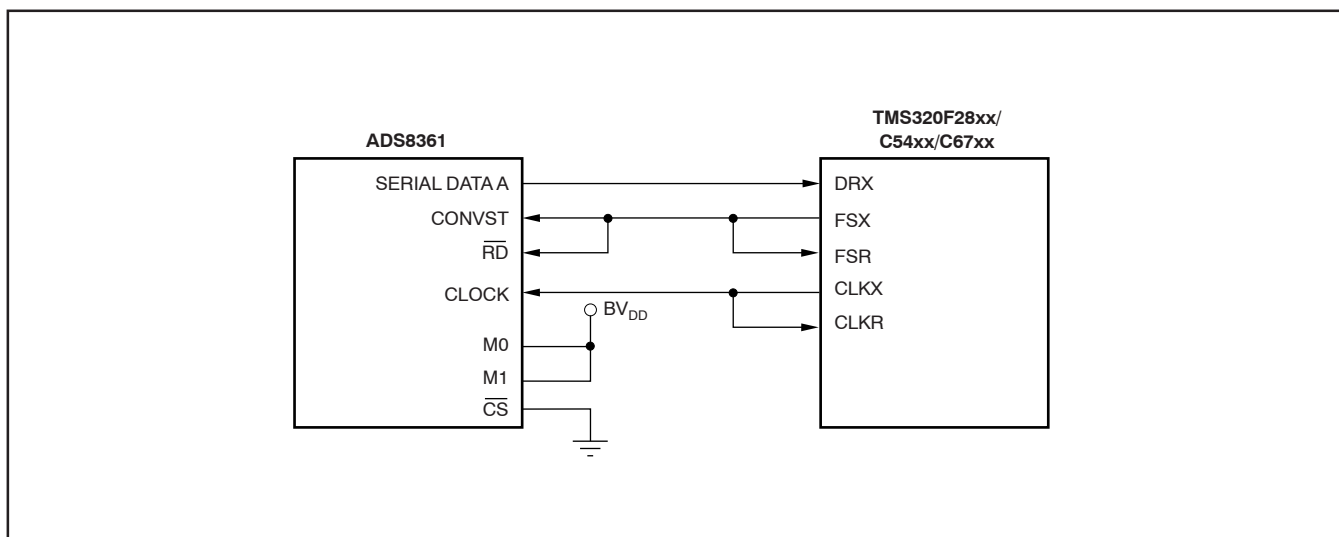 ADS8361
TMS320F28xx/
C54xx/C67xx
SERIAL DATA A
CONVST
RD
CLOCK
M0
M1
CS
BVDD
DRX
FSX
FSR
CLKX
CLKR